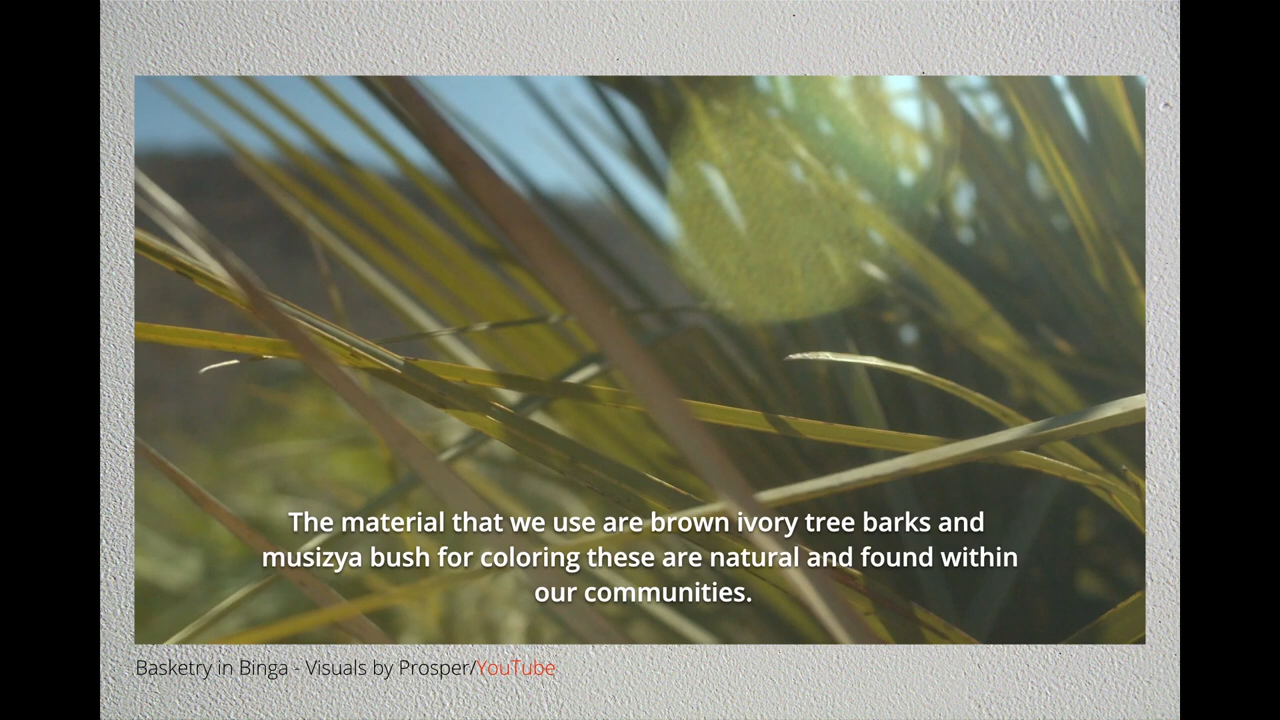 The material that we use are brown ivory tree barks and
musizya bush for coloring these are natural and found within
our communities.
Basketry in Binga - Visuals by Prosper/YouTube